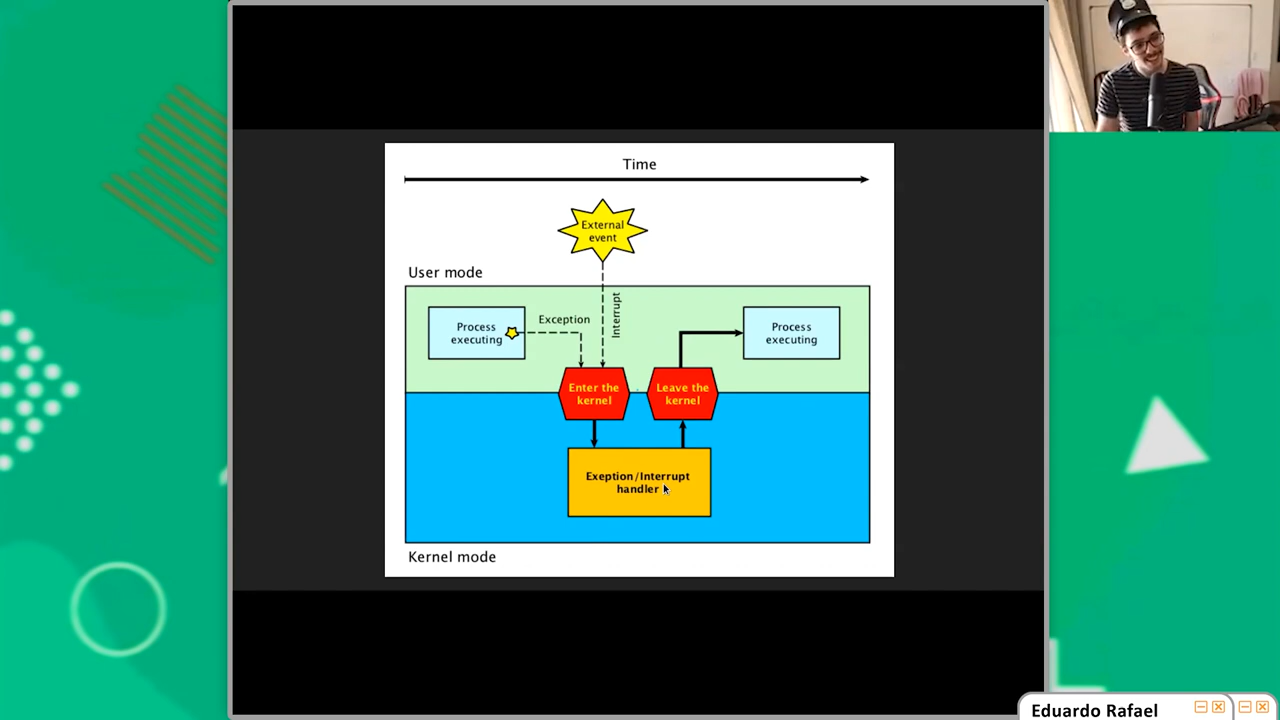 Time
External
event
User mode
Exception
Interrupt
Process
executing
Process
executing
Enter the
kernel
Leave the
kernel
Exeption/Interrupt
handler
Kernel mode
Eduardo Rafael